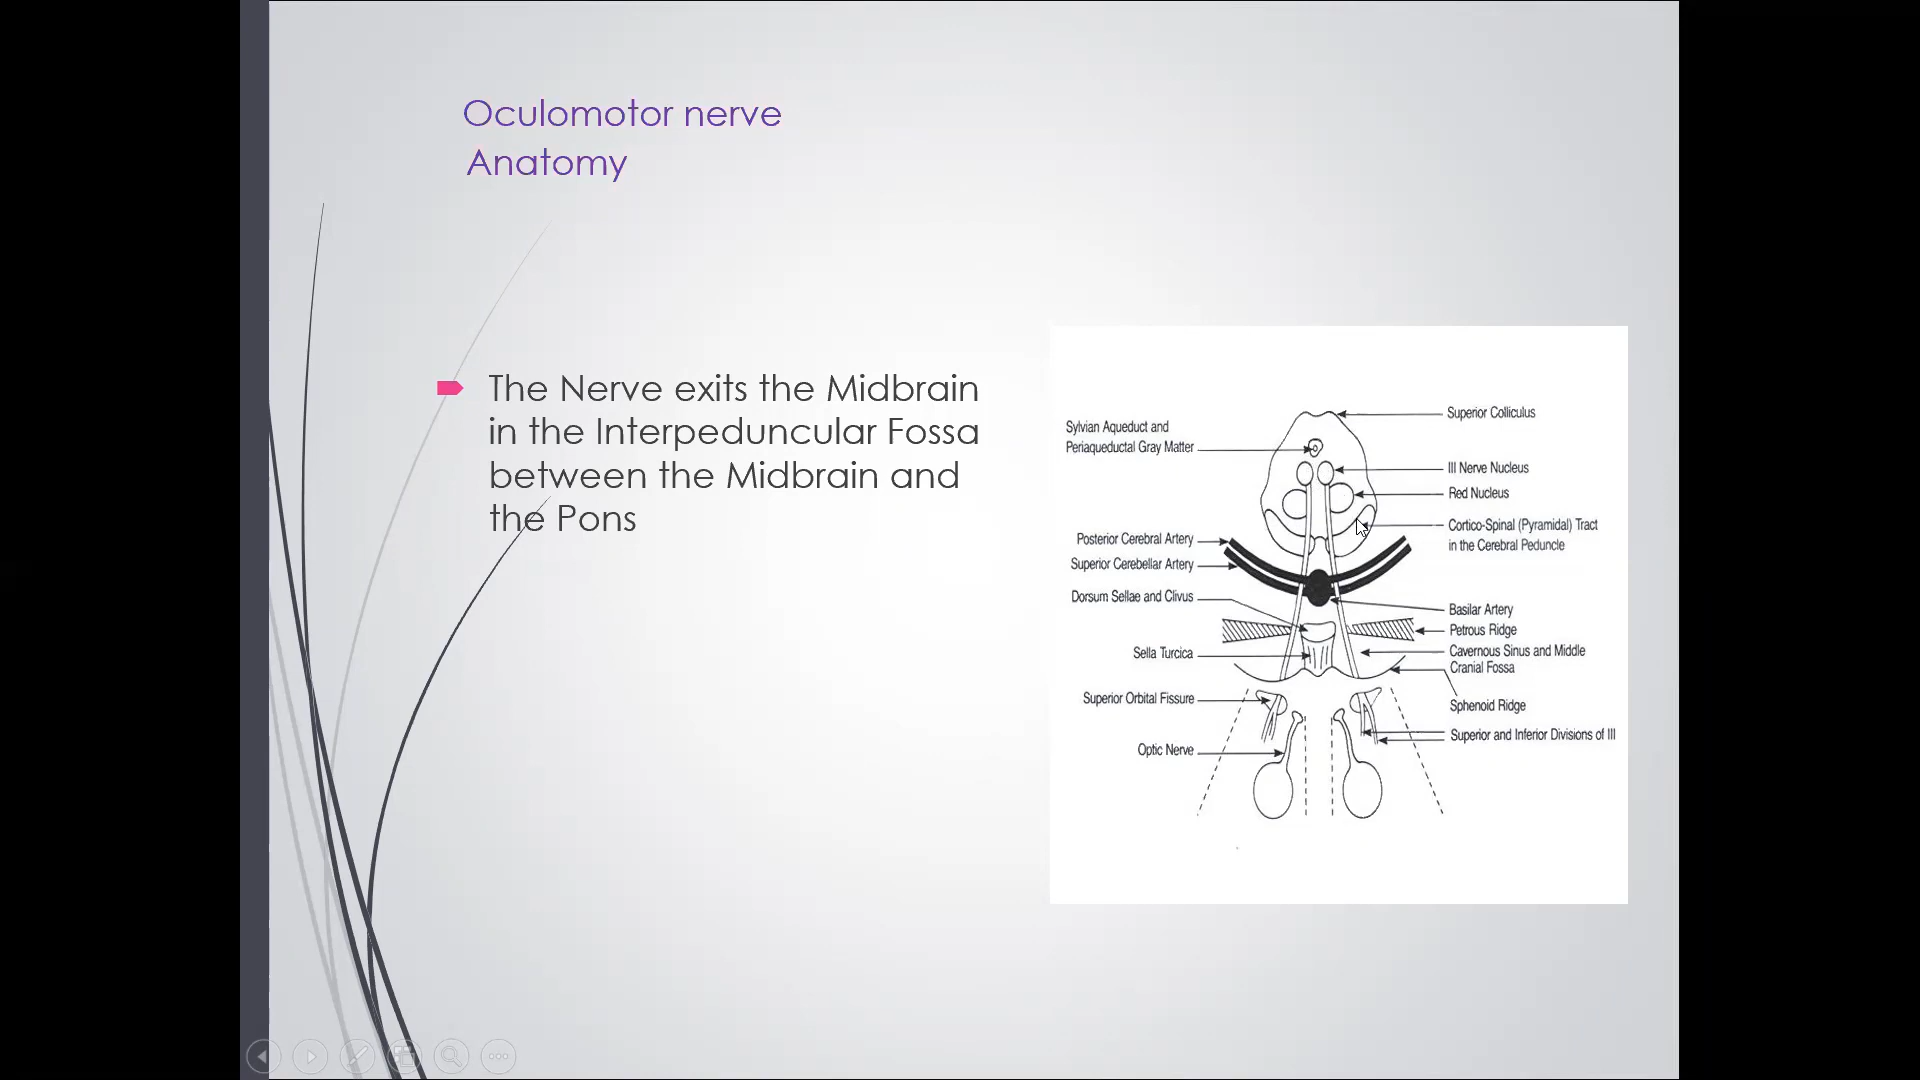 Oculomotor nerve
Anatomy
The Nerve exits the Midbrain
in the Interpeduncular Fossa
between the Midbrain and
the Pons
Superior Colliculus
Sylvian Aqueduct and
Periaqueductal Gray Matter
III Nerve Nucleus
Red Nucleus
Cortico-Spinal (Pyramidal) Tract
in the Cerebral Peduncle
Posterior Cerebral Artery
Superior Cerebellar Artery
Dorsum Sellae and Clivus
Basilar Artery
Petrous Ridge
Sella Turcica
Cavernous Sinus and Middle
Cranial Fossa
Superior Orbital Fissure
Sphenoid Ridge
Superior and Inferior Divisions of III
Optic Nerve